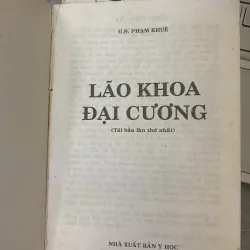 G.S. PHẠM KHUÊ
LÃO KHOA
ĐẠI CƯƠNG
(Tái bản lần thứ nhất)
NHÀ XUẤT BẢN Y HỌC